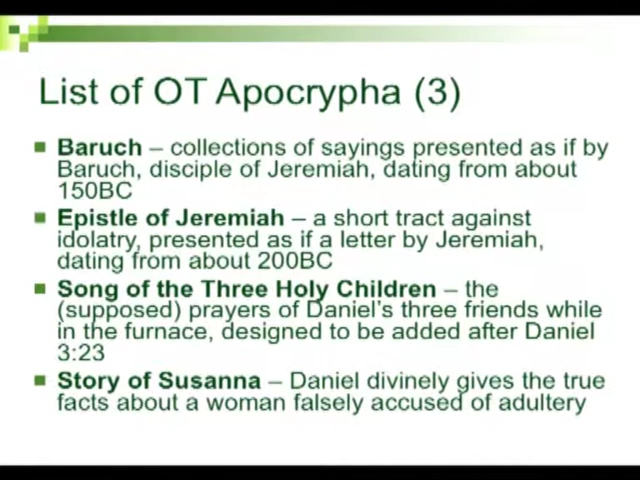 List of OT Apocrypha (3)
Baruch – collections of sayings presented as if by
Baruch, disciple of Jeremiah, dating from about
150BC
Epistle of Jeremiah – a short tract against
idolatry, presented as if a letter by Jeremiah,
dating from about 200BC
Song of the Three Holy Children – the
(supposed) prayers of Daniel's three friends while
in the furnace, designed to be added after Daniel
3:23
Story of Susanna – Daniel divinely gives the true
facts about a woman falsely accused of adultery